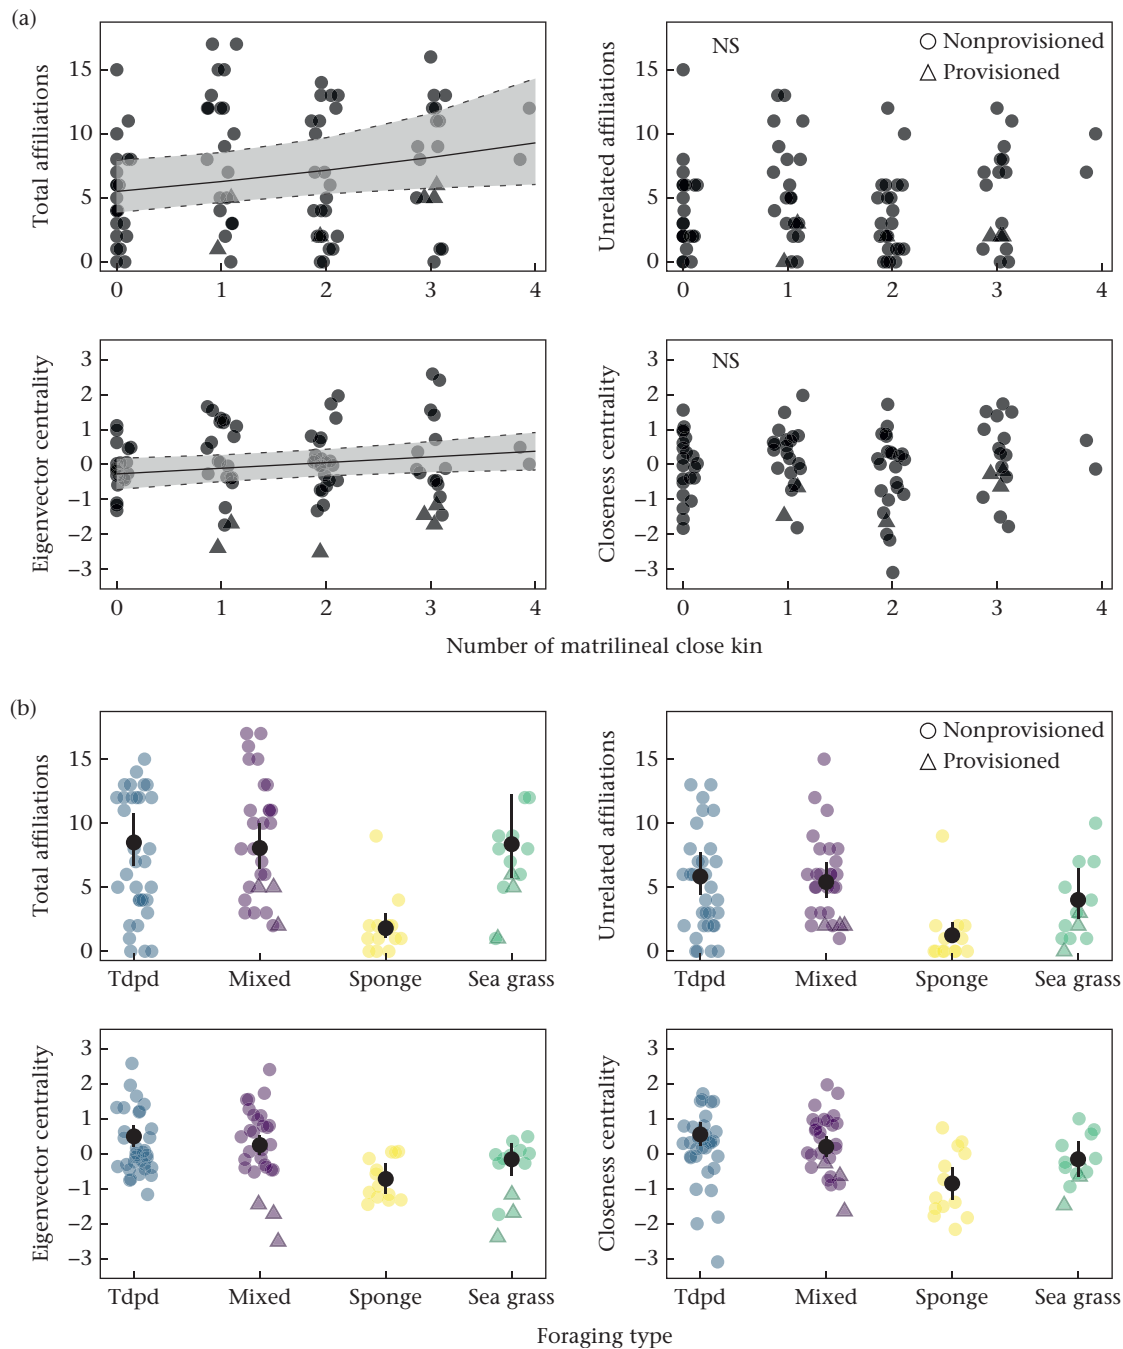 (a)
Total affiliations
15
10
5
0
0 1 2 3 4
Unrelated affiliations
NS
Nonprovisioned
Provisioned
15
10
5
0
0 1 2 3 4
Eigenvector centrality
3
2
1
0
−1
−2
−3
0 1 2 3 4
Closeness centrality
NS
3
2
1
0
−1
−2
−3
0 1 2 3 4
Number of matrilineal close kin
(b)
Total affiliations
15
10
5
0
Tdpd Mixed Sponge Sea grass
Unrelated affiliations
Nonprovisioned
Provisioned
15
10
5
0
Tdpd Mixed Sponge Sea grass
Eigenvector centrality
3
2
1
0
−1
−2
−3
Tdpd Mixed Sponge Sea grass
Closeness centrality
3
2
1
0
−1
−2
−3
Tdpd Mixed Sponge Sea grass
Foraging type